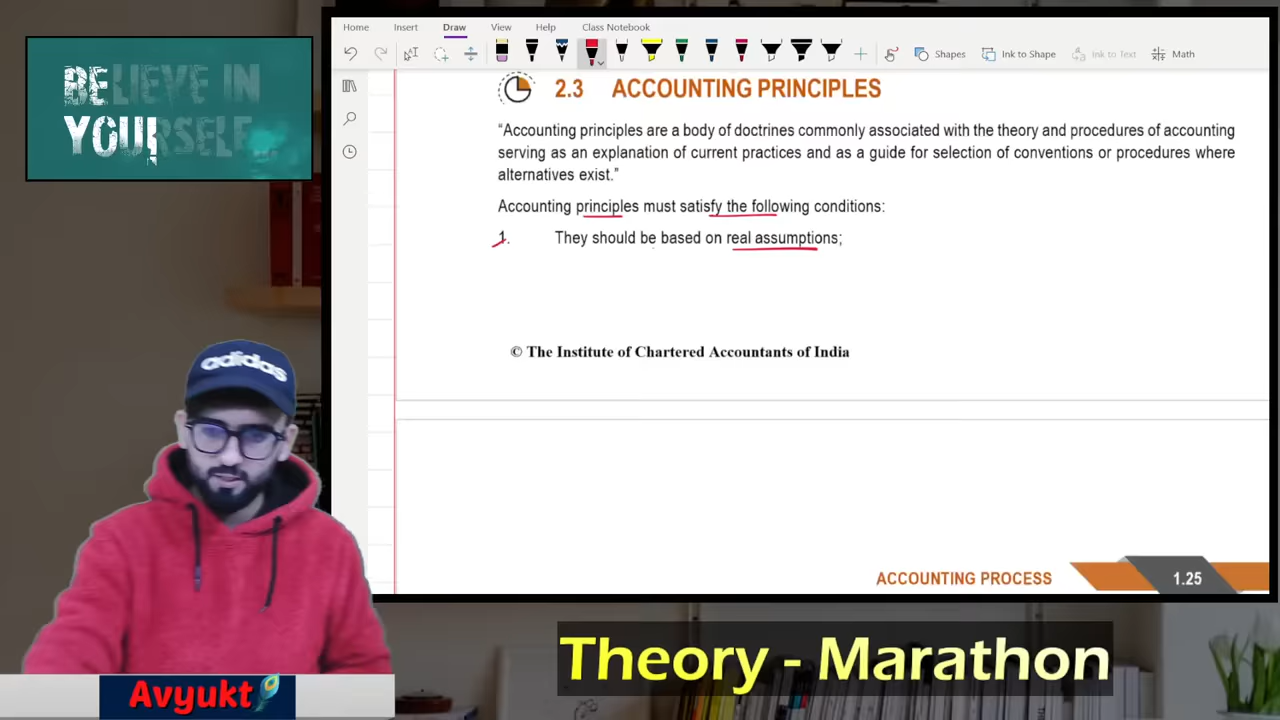 BELIEVE IN
YOURSELF
Home Insert Draw View Help Class Notebook
Shapes Ink to Shape Ink to Text Math
2.3 ACCOUNTING PRINCIPLES
“Accounting principles are a body of doctrines commonly associated with the theory and procedures of accounting
serving as an explanation of current practices and as a guide for selection of conventions or procedures where
alternatives exist.”
Accounting principles must satisfy the following conditions:
1. They should be based on real assumptions;
© The Institute of Chartered Accountants of India
ACCOUNTING PROCESS 1.25
adidas
Theory - Marathon
Avyukt